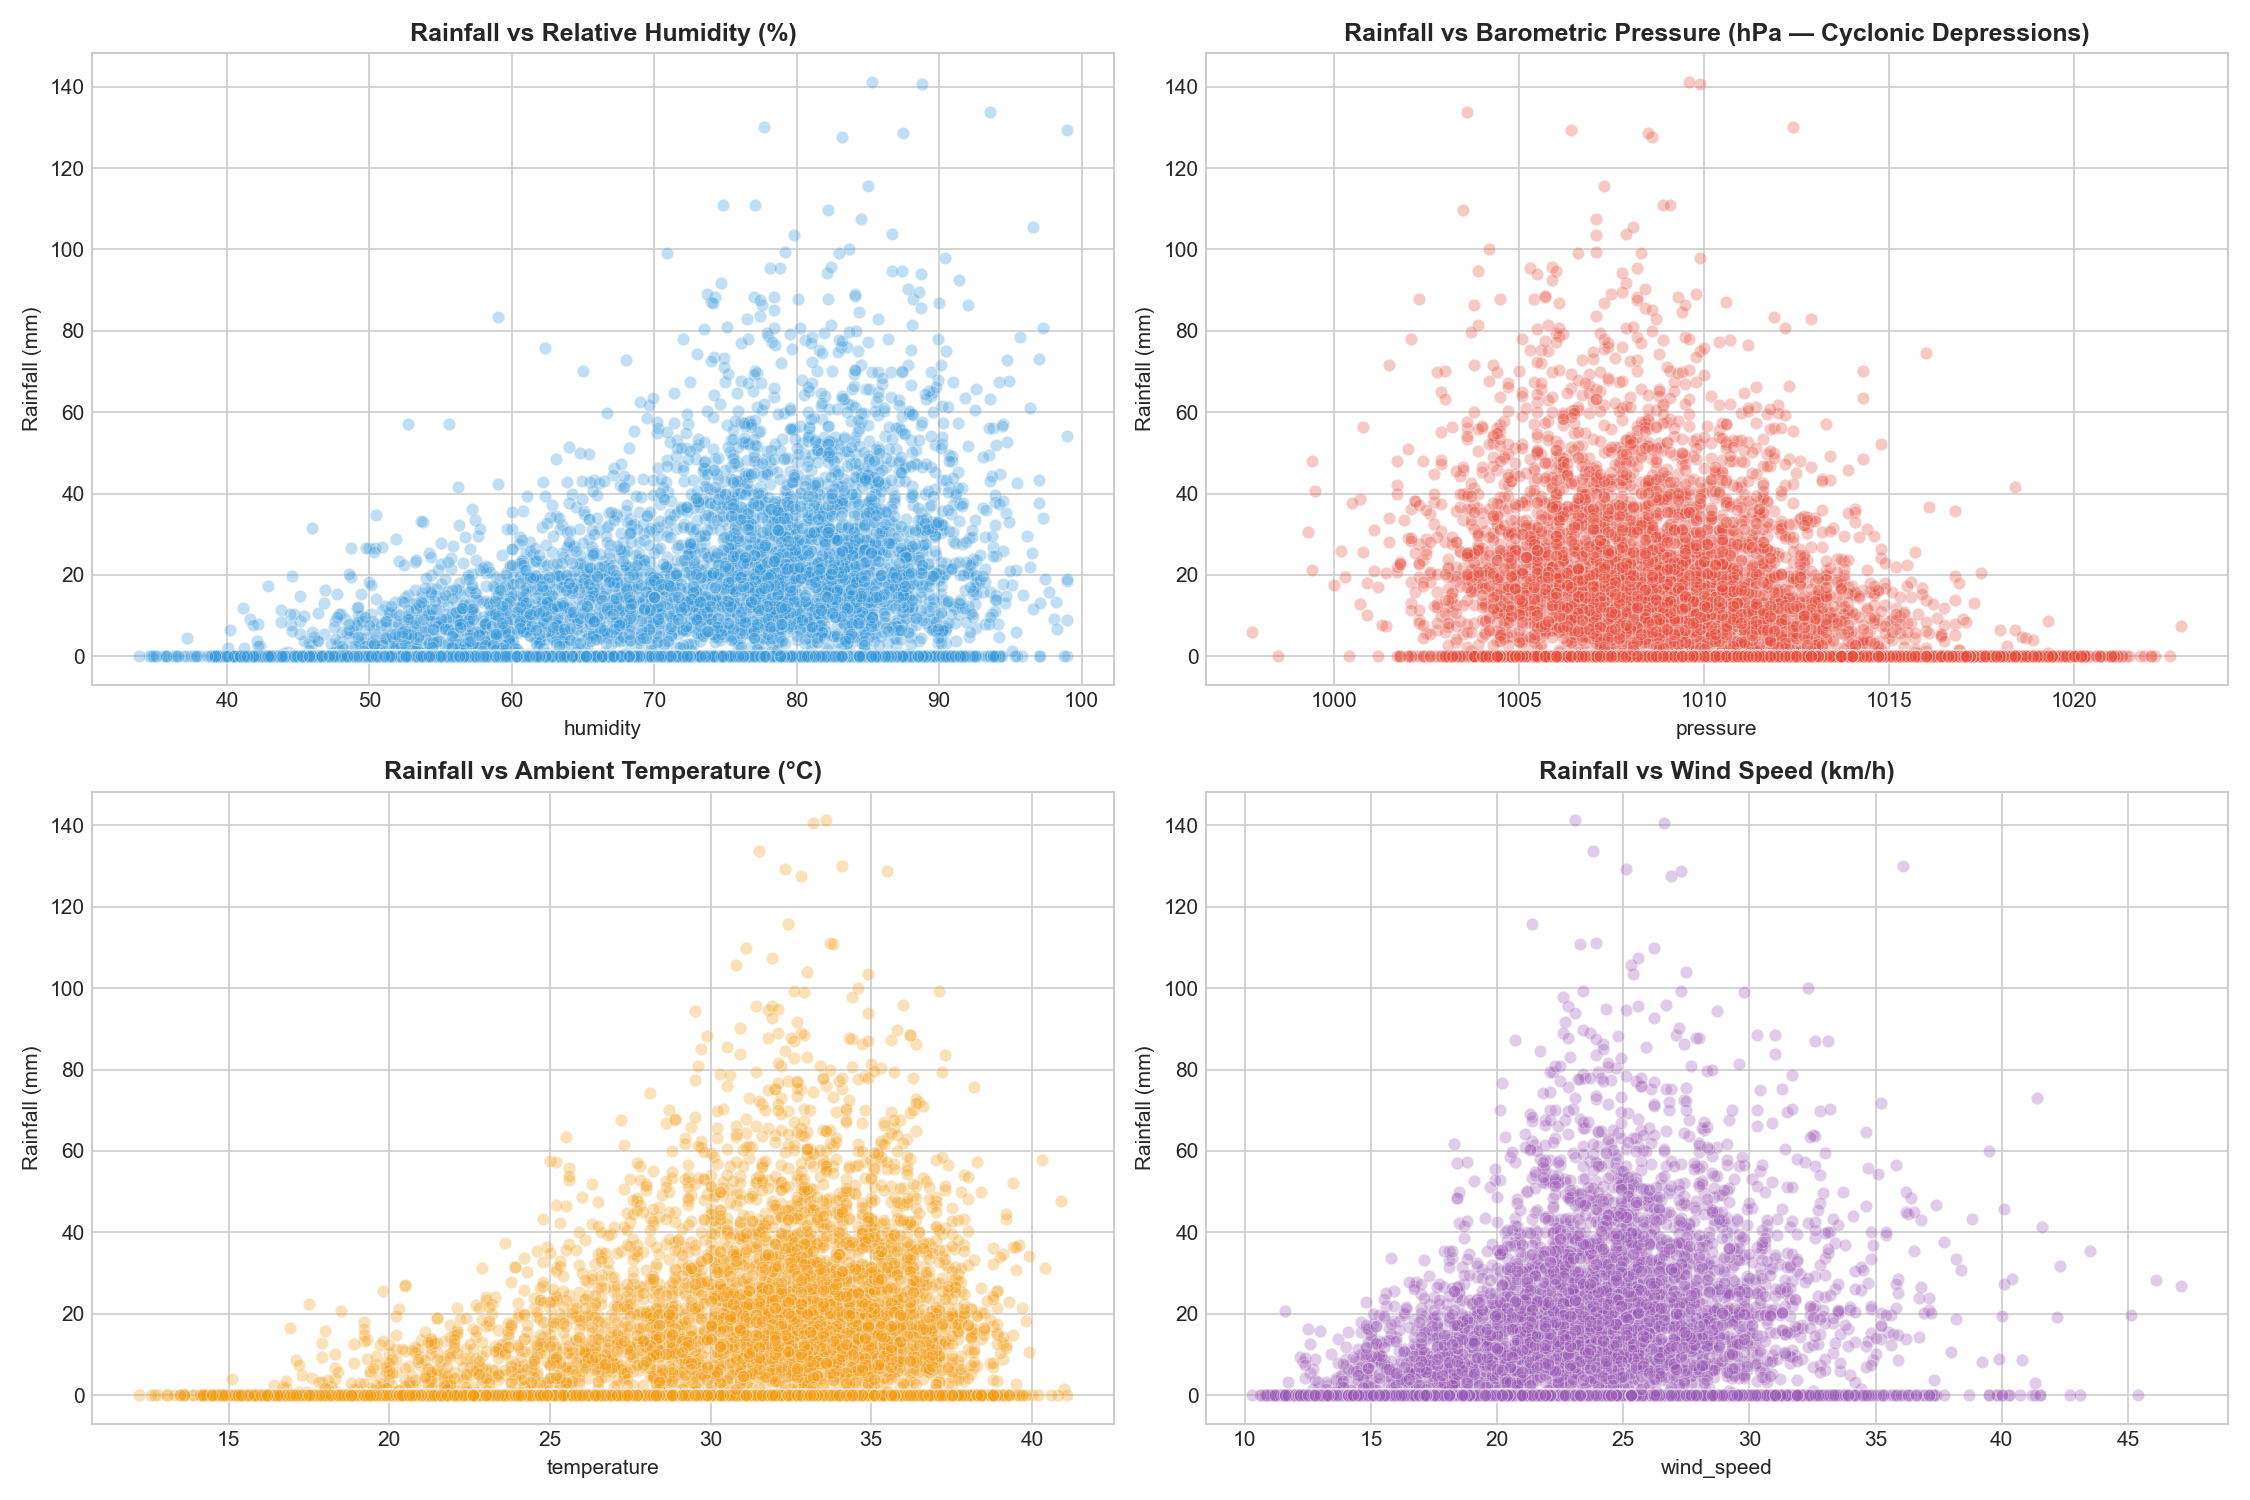 Rainfall vs Relative Humidity (%)
Rainfall (mm)
140
120
100
80
60
40
20
0
40 50 60 70 80 90 100
humidity
Rainfall vs Barometric Pressure (hPa — Cyclonic Depressions)
Rainfall (mm)
140
120
100
80
60
40
20
0
1000 1005 1010 1015 1020
pressure
Rainfall vs Ambient Temperature (°C)
Rainfall (mm)
140
120
100
80
60
40
20
0
15 20 25 30 35 40
temperature
Rainfall vs Wind Speed (km/h)
Rainfall (mm)
140
120
100
80
60
40
20
0
10 15 20 25 30 35 40 45
wind_speed